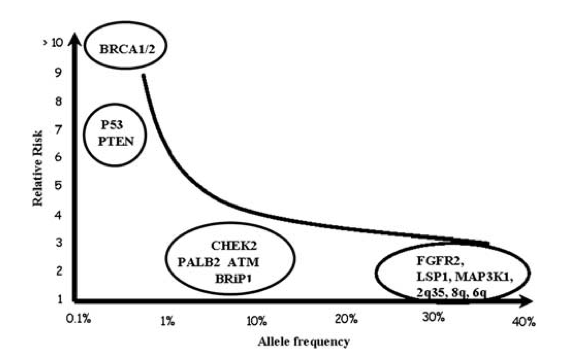 > 10
BRCA1/2
9
8
7
P53
PTEN
6
5
4
3
2
1
Relative Risk
CHEK2
PALB2 ATM
BRiP1
FGFR2,
LSP1, MAP3K1,
2q35, 8q, 6q
0.1%
1%
10%
20%
30%
40%
Allele frequency